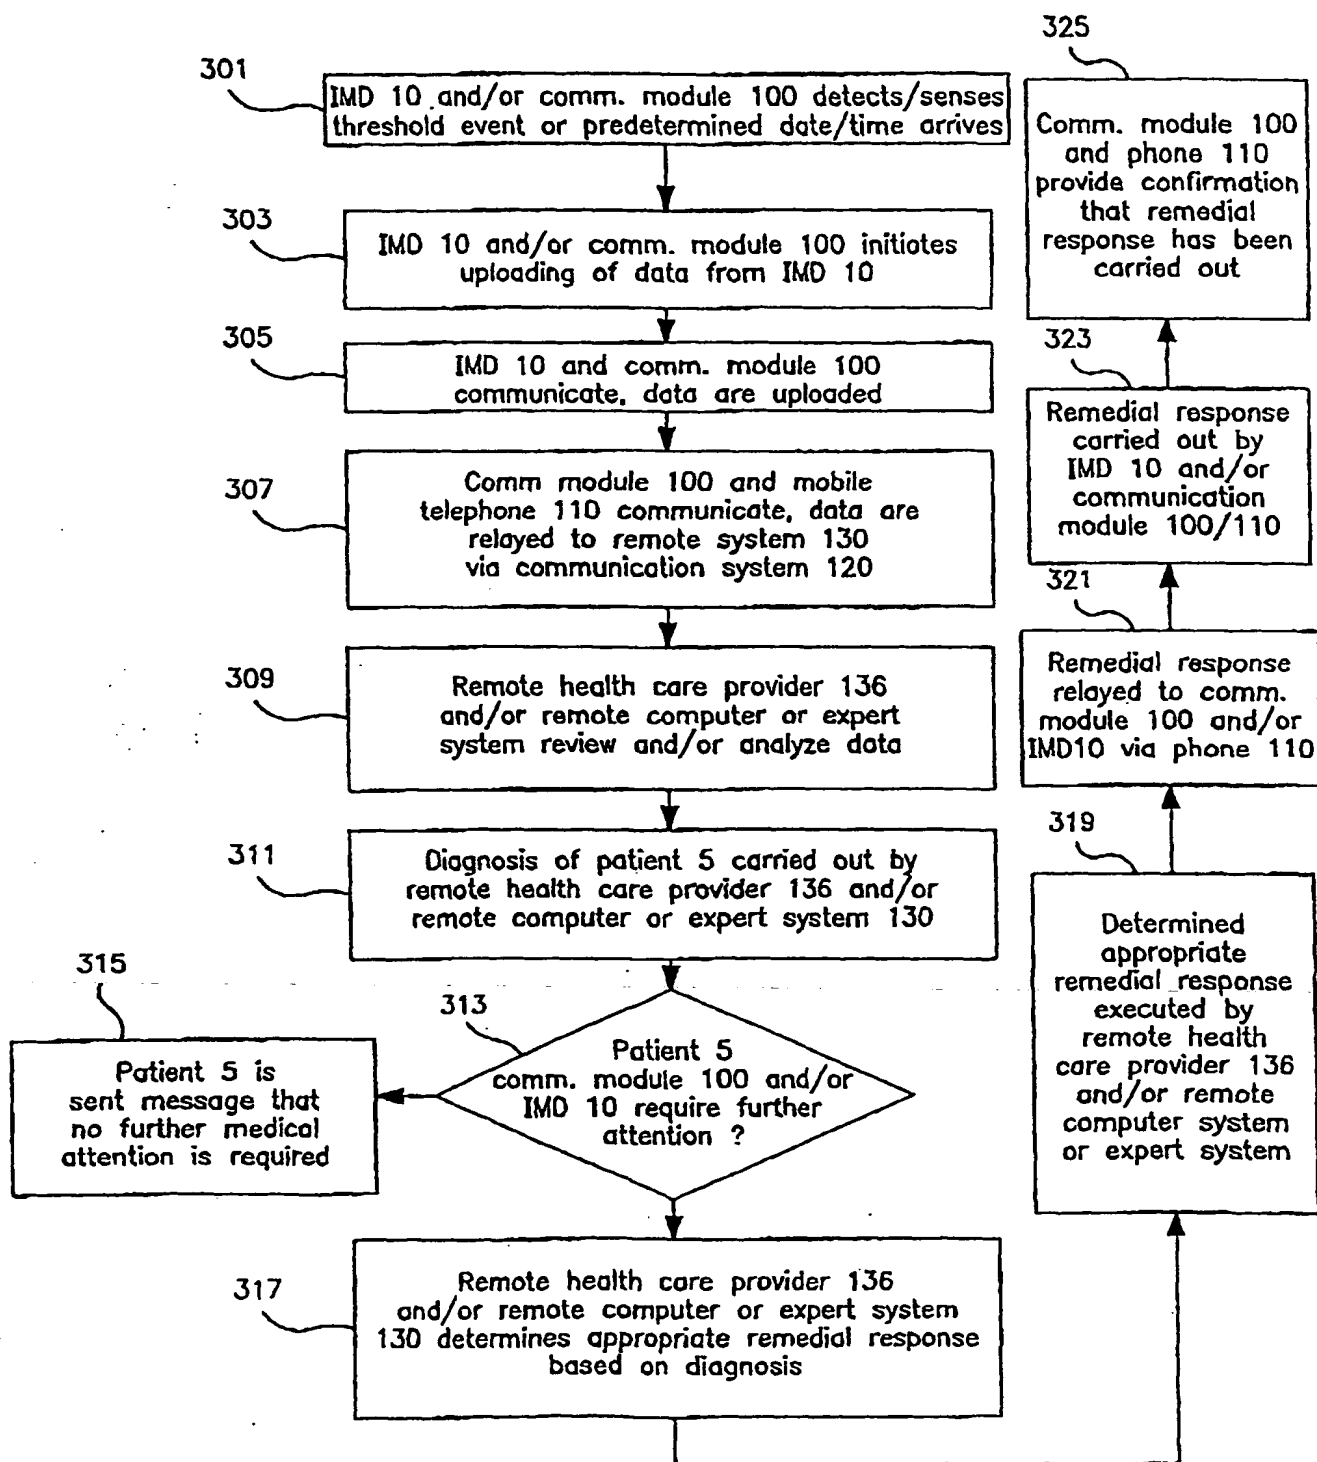 301
IMD 10 and/or comm. module 100 detects/senses
threshold event or predetermined date/time arrives
303
IMD 10 and/or comm. module 100 initiates
uploading of data from IMD 10
305
IMD 10 and comm. module 100
communicate, data are uploaded
307
Comm module 100 and mobile
telephone 110 communicate, data are
relayed to remote system 130
via communication system 120
309
Remote health care provider 136
and/or remote computer or expert
system review and/or analyze data
311
Diagnosis of patient 5 carried out by
remote health care provider 136 and/or
remote computer or expert system 130
313
Patient 5
comm. module 100 and/or
IMD 10 require further
attention ?
315
Patient 5 is
sent message that
no further medical
attention is required
317
Remote health care provider 136
and/or remote computer or expert system
130 determines appropriate remedial response
based on diagnosis
319
Determined
appropriate
remedial response
executed by
remote health
care provider 136
and/or remote
computer system
or expert system
321
Remedial response
relayed to comm.
module 100 and/or
IMD10 via phone 110
323
Remedial response
carried out by
IMD 10 and/or
communication
module 100/110
325
Comm. module 100
and phone 110
provide confirmation
that remedial
response has been
carried out